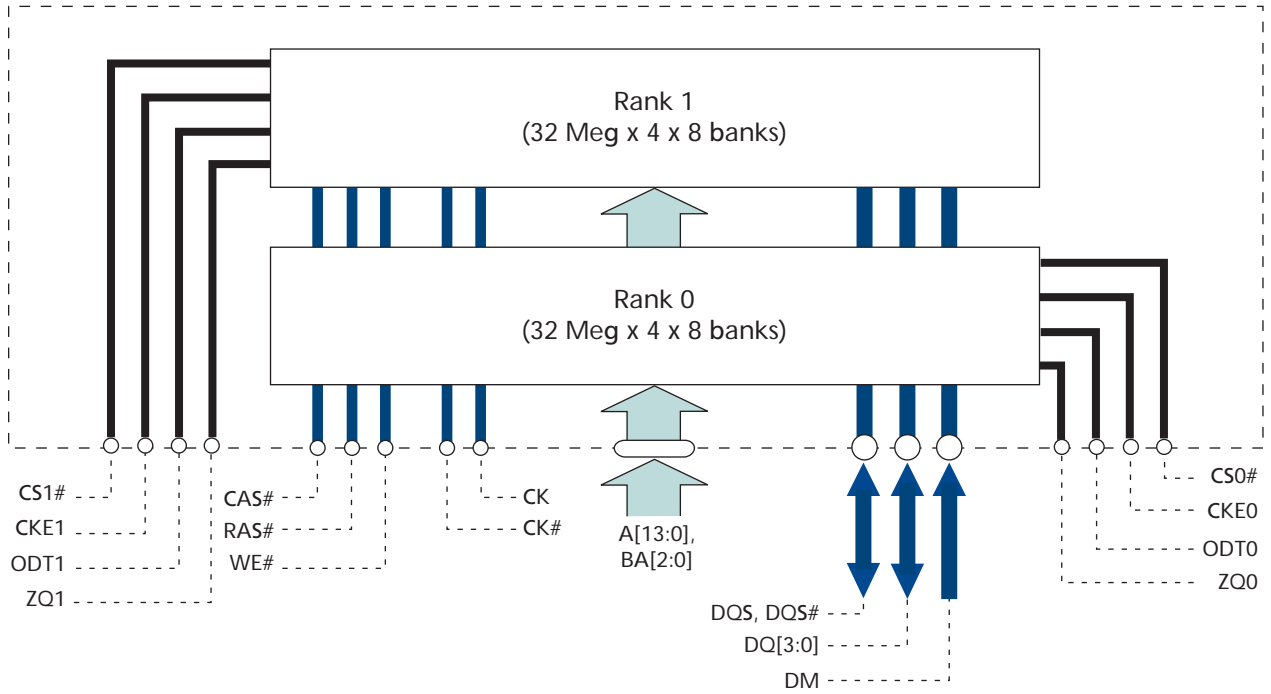 Rank 1
(32 Meg x 4 x 8 banks)
Rank 0
(32 Meg x 4 x 8 banks)
CS1#
CKE1
ODT1
ZQ1
CAS#
RAS#
WE#
CK
CK#
A[13:0],
BA[2:0]
DQS, DQS#
DQ[3:0]
DM
CS0#
CKE0
ODT0
ZQ0